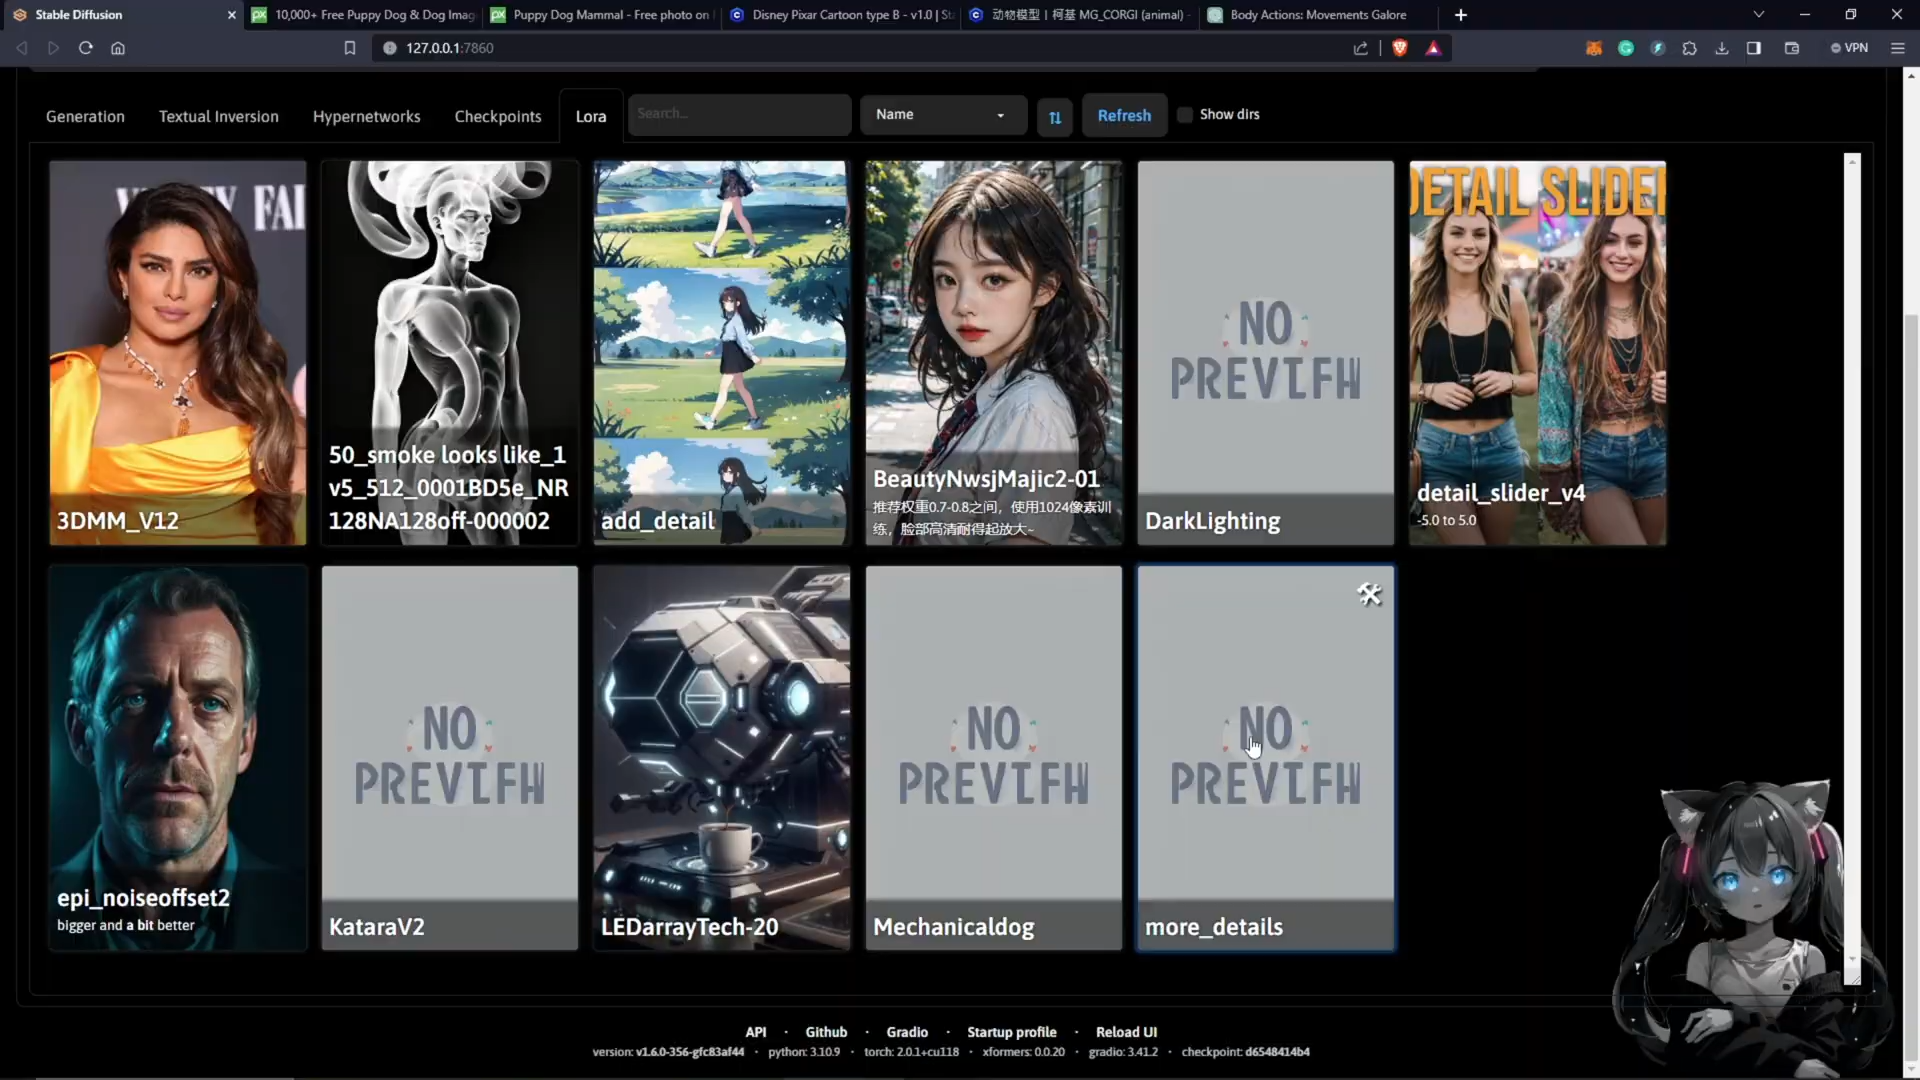 Stable Diffusion
10,000+ Free Puppy Dog & Dog Imag
Puppy Dog Mammal - Free photo on
Disney Pixar Cartoon type B - v1.0 | St
动物模型丨柯基 MG_CORGI (animal) -
Body Actions: Movements Galore
127.0.0.1:7860
VPN
Generation
Textual Inversion
Hypernetworks
Checkpoints
Lora
Search...
Name
Refresh
Show dirs
3DMM_V12
50_smoke looks like_1
v5_512_0001BD5e_NR
128NA128off-000002
add_detail
BeautyNwsjMajic2-01
推荐权重0.7-0.8之间，使用1024像素训
练，脸部高清耐得起放大~
NO
PREVIEW
DarkLighting
DETAIL SLIDER
detail_slider_v4
-5.0 to 5.0
epi_noiseoffset2
bigger and a bit better
NO
PREVIEW
KataraV2
LEDarrayTech-20
NO
PREVIEW
Mechanicaldog
NO
PREVIEW
more_details
API · Github · Gradio · Startup profile · Reload UI
version: v1.6.0-356-gfc83af44 · python: 3.10.9 · torch: 2.0.1+cu118 · xformers: 0.0.20 · gradio: 3.41.2 · checkpoint: d6548414b4